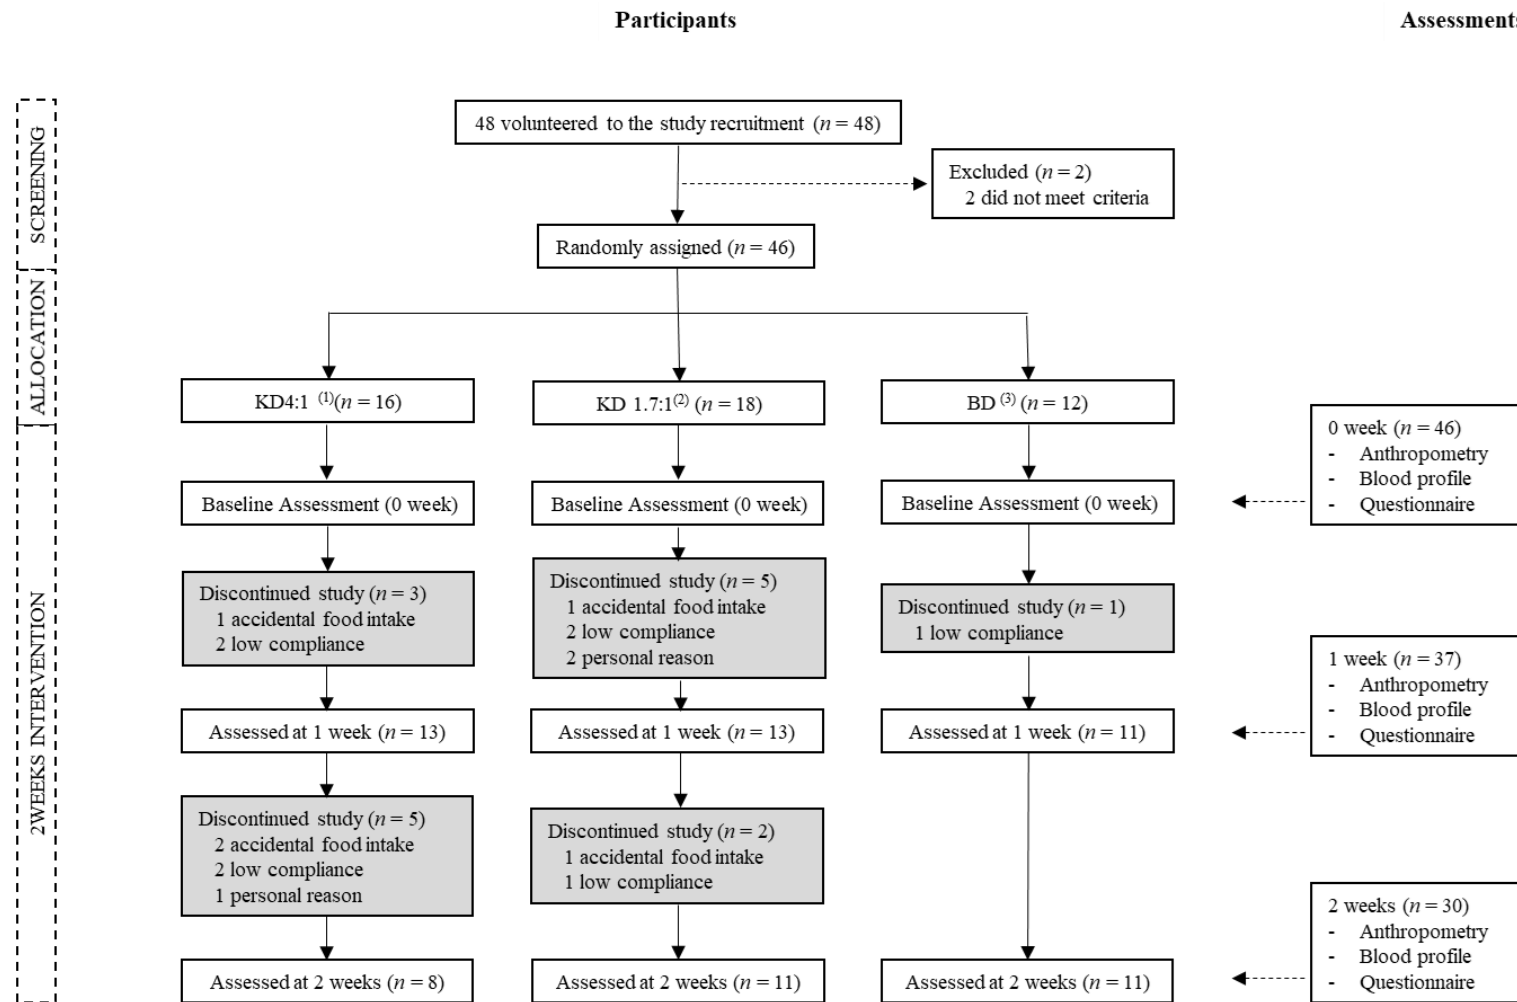 Participants
Assessments
SCREENING
48 volunteered to the study recruitment (n = 48)
Excluded (n = 2)
2 did not meet criteria
Randomly assigned (n = 46)
ALLOCATION
KD4:1 (1)(n = 16)
KD 1.7:1(2) (n = 18)
BD (3) (n = 12)
2WEEKS INTERVENTION
Baseline Assessment (0 week)
Baseline Assessment (0 week)
Baseline Assessment (0 week)
0 week (n = 46)
- Anthropometry
- Blood profile
- Questionnaire
Discontinued study (n = 3)
1 accidental food intake
2 low compliance
Discontinued study (n = 5)
1 accidental food intake
2 low compliance
2 personal reason
Discontinued study (n = 1)
1 low compliance
Assessed at 1 week (n = 13)
Assessed at 1 week (n = 13)
Assessed at 1 week (n = 11)
1 week (n = 37)
- Anthropometry
- Blood profile
- Questionnaire
Discontinued study (n = 5)
2 accidental food intake
2 low compliance
1 personal reason
Discontinued study (n = 2)
1 accidental food intake
1 low compliance
Assessed at 2 weeks (n = 8)
Assessed at 2 weeks (n = 11)
Assessed at 2 weeks (n = 11)
2 weeks (n = 30)
- Anthropometry
- Blood profile
- Questionnaire